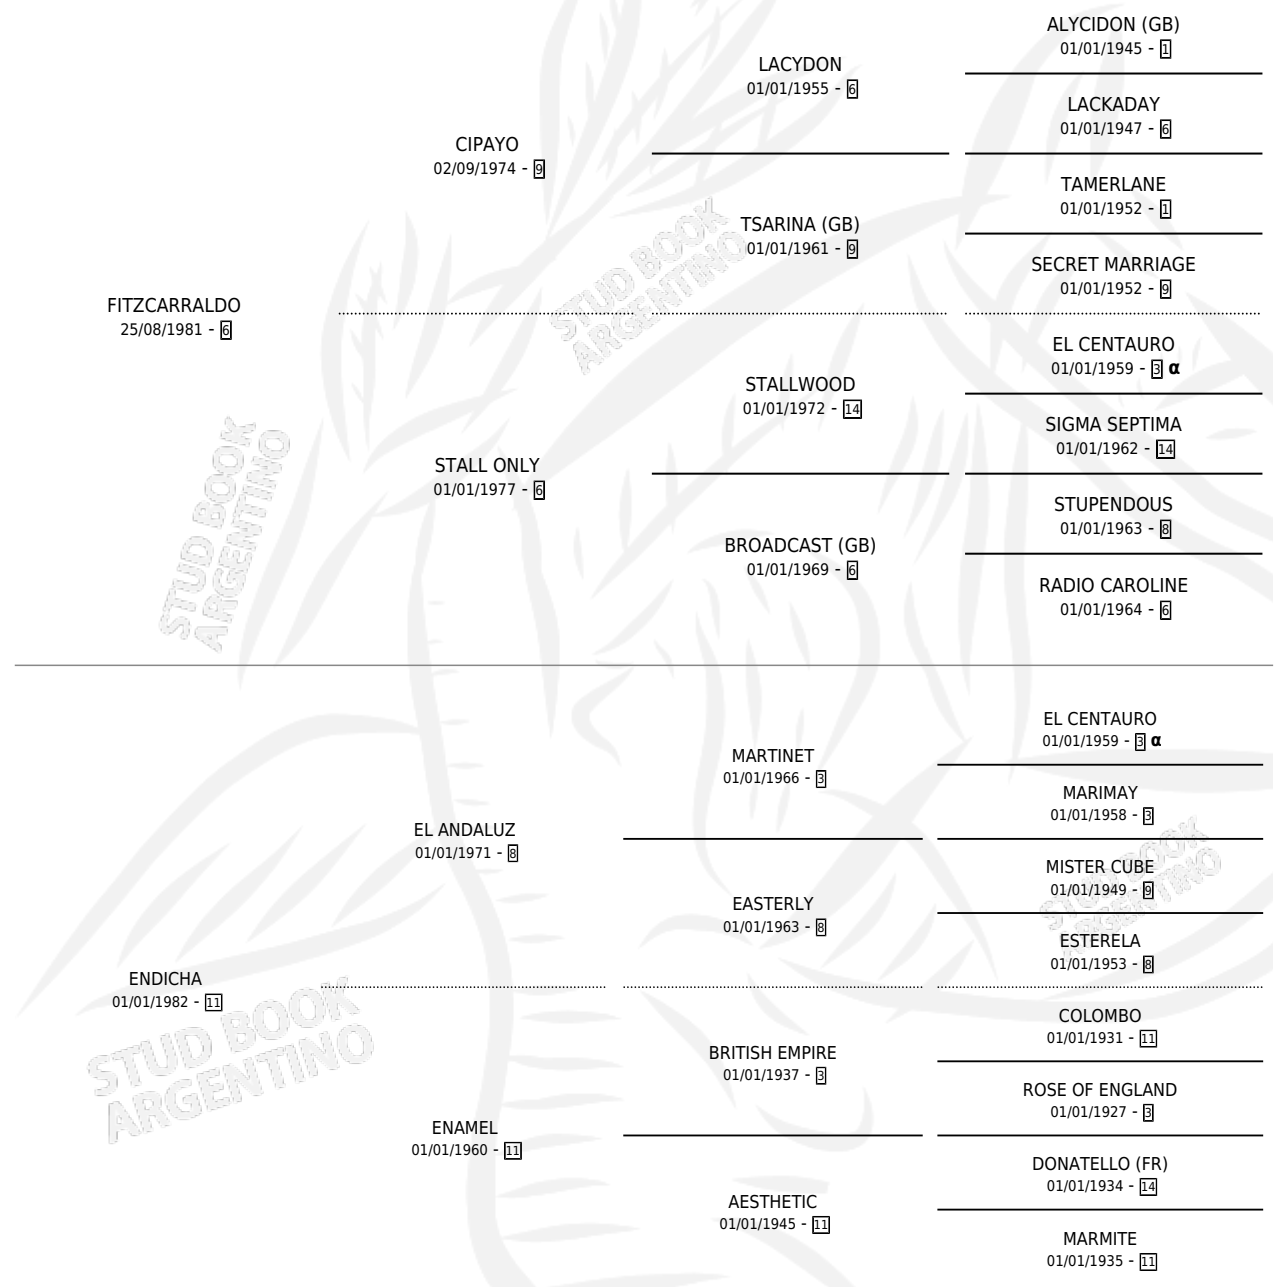 ALYCIDON (GB)
01/01/1945 - 1
LACYDON
01/01/1955 - 6
LACKADAY
01/01/1947 - 6
CIPAYO
02/09/1974 - 9
TAMERLANE
01/01/1952 - 1
TSARINA (GB)
01/01/1961 - 9
SECRET MARRIAGE
01/01/1952 - 9
FITZCARRALDO
25/08/1981 - 6
EL CENTAURO
01/01/1959 - 3 α
STALLWOOD
01/01/1972 - 14
SIGMA SEPTIMA
01/01/1962 - 14
STALL ONLY
01/01/1977 - 6
STUPENDOUS
01/01/1963 - 8
BROADCAST (GB)
01/01/1969 - 6
RADIO CAROLINE
01/01/1964 - 6
STUD BOOK
ARGENTINO
STUD BOOK
ARGENTINO
EL CENTAURO
01/01/1959 - 3 α
MARTINET
01/01/1966 - 3
MARIMAY
01/01/1958 - 3
EL ANDALUZ
01/01/1971 - 8
MISTER CUBE
01/01/1949 - 9
EASTERLY
01/01/1963 - 8
ESTERELA
01/01/1953 - 8
ENDICHA
01/01/1982 - 11
COLOMBO
01/01/1931 - 11
BRITISH EMPIRE
01/01/1937 - 3
ROSE OF ENGLAND
01/01/1927 - 3
ENAMEL
01/01/1960 - 11
DONATELLO (FR)
01/01/1934 - 14
AESTHETIC
01/01/1945 - 11
MARMITE
01/01/1935 - 11
STUD BOOK
ARGENTINO
STUD BOOK
ARGENTINO